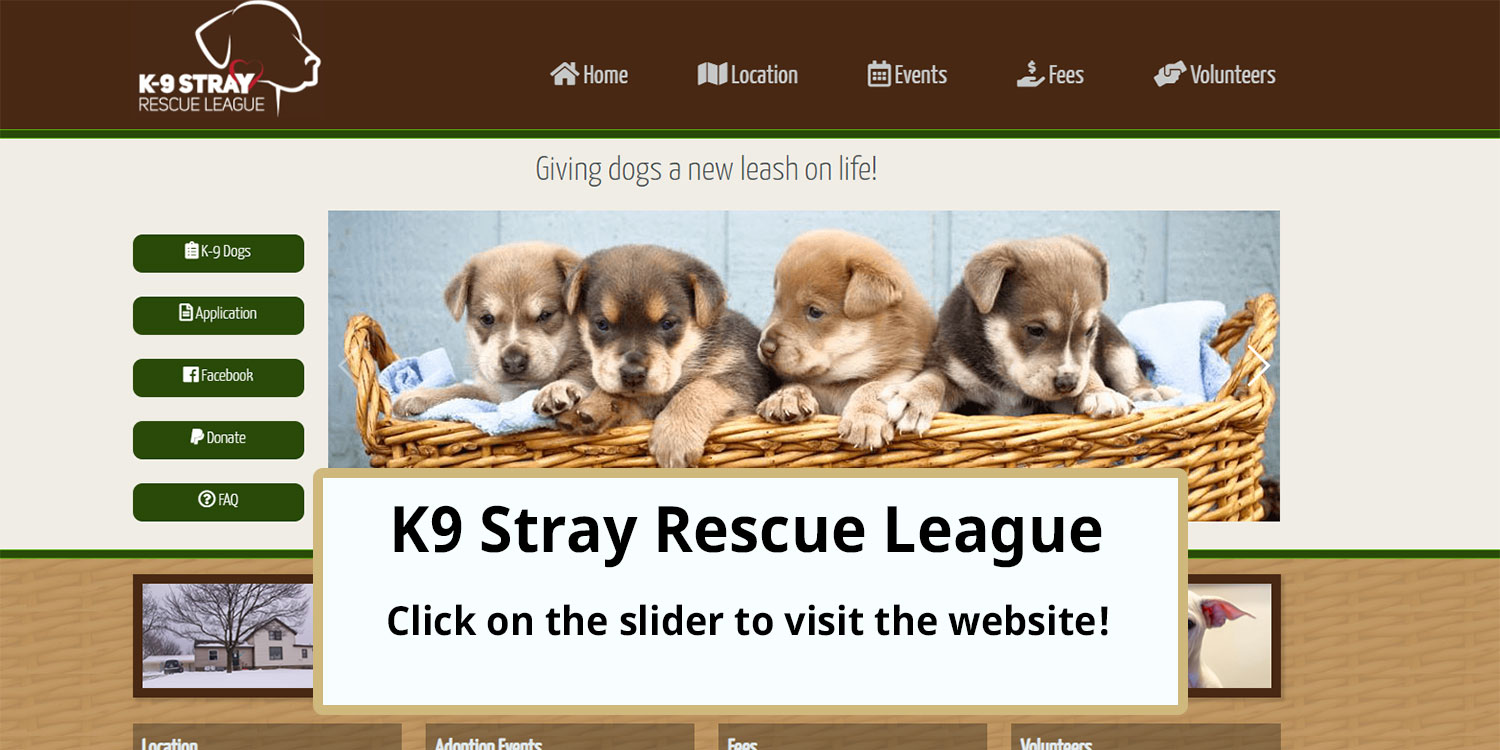 K-9 STRAY
RESCUE LEAGUE
Home
Location
Events
Fees
Volunteers
Giving dogs a new leash on life!
K-9 Dogs
Application
Facebook
Donate
FAQ
K9 Stray Rescue League
Click on the slider to visit the website!
Location
Adoption Events
Fees
Volunteers